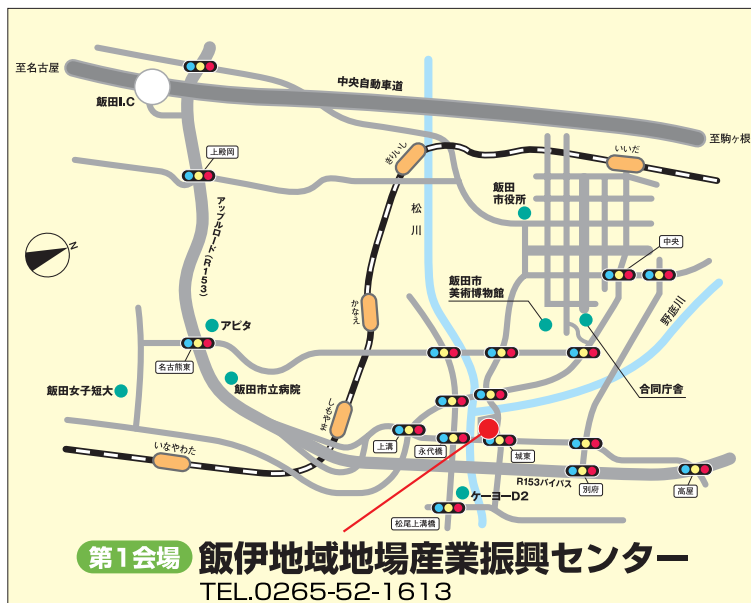 至名古屋
中央自動車道
飯田I.C
至駒ヶ根
きりいし
いいだ
上殿岡
飯田
市役所
松川
アップルロード(R153)
N
中央
飯田市
美術博物館
野底川
かなえ
アピタ
名古熊東
合同庁舎
飯田女子短大
飯田市立病院
しもやま
上溝
永代橋
城東
いなやわた
R153バイパス
別府
高屋
ケーヨーD2
松尾上溝橋
第1会場 飯伊地域地場産業振興センター
TEL.0265-52-1613